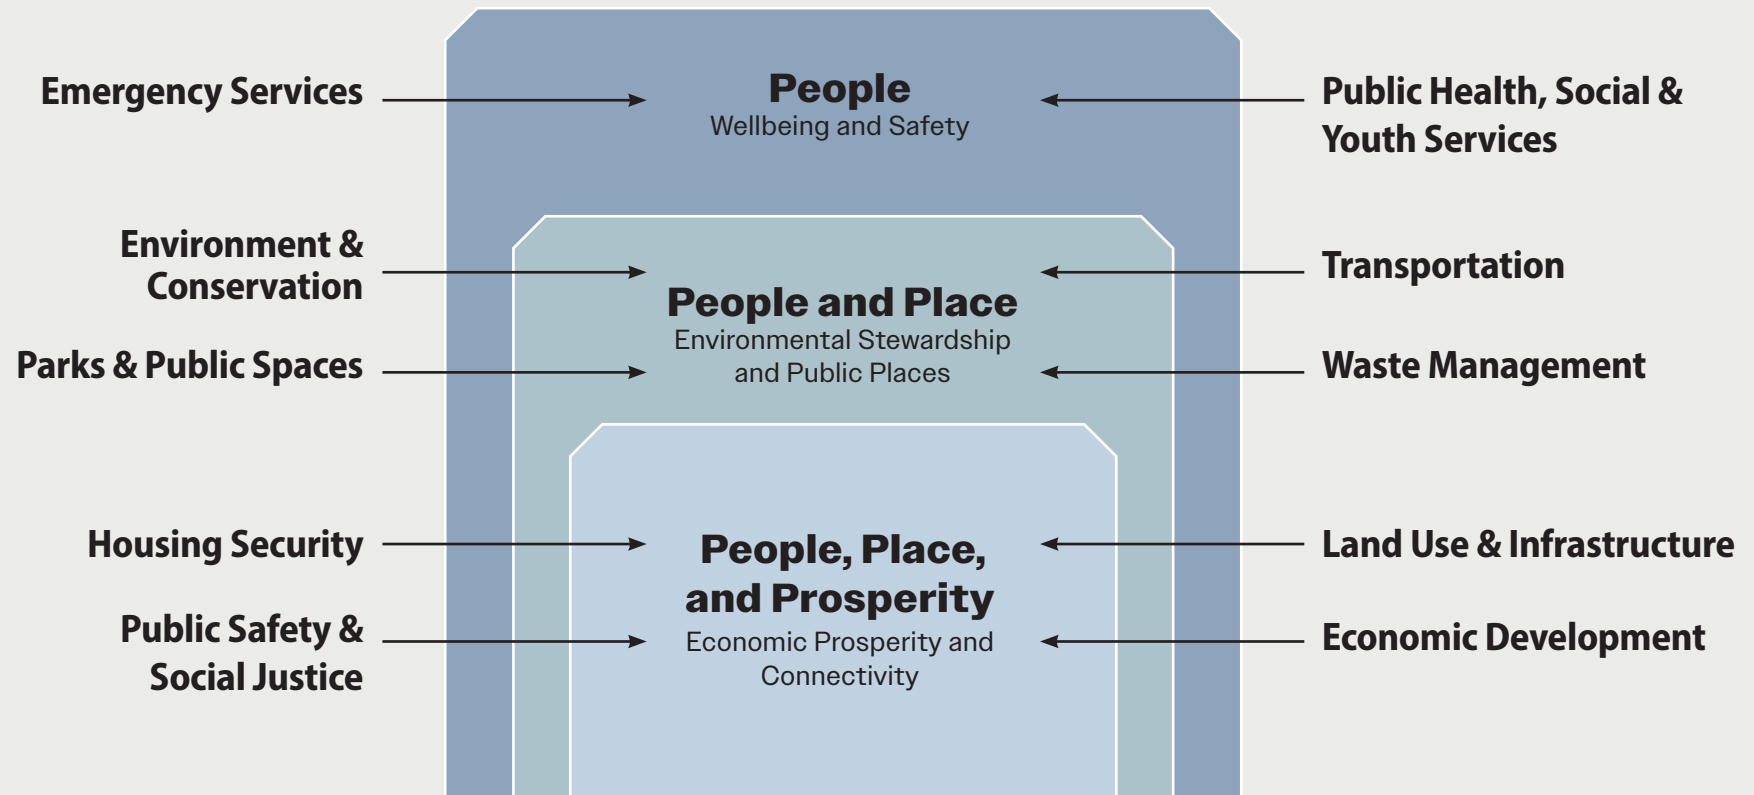 Emergency Services
People
Wellbeing and Safety
Public Health, Social &
Youth Services
Environment &
Conservation
Parks & Public Spaces
People and Place
Environmental Stewardship
and Public Places
Transportation
Waste Management
Housing Security
Public Safety &
Social Justice
People, Place,
and Prosperity
Economic Prosperity and
Connectivity
Land Use & Infrastructure
Economic Development